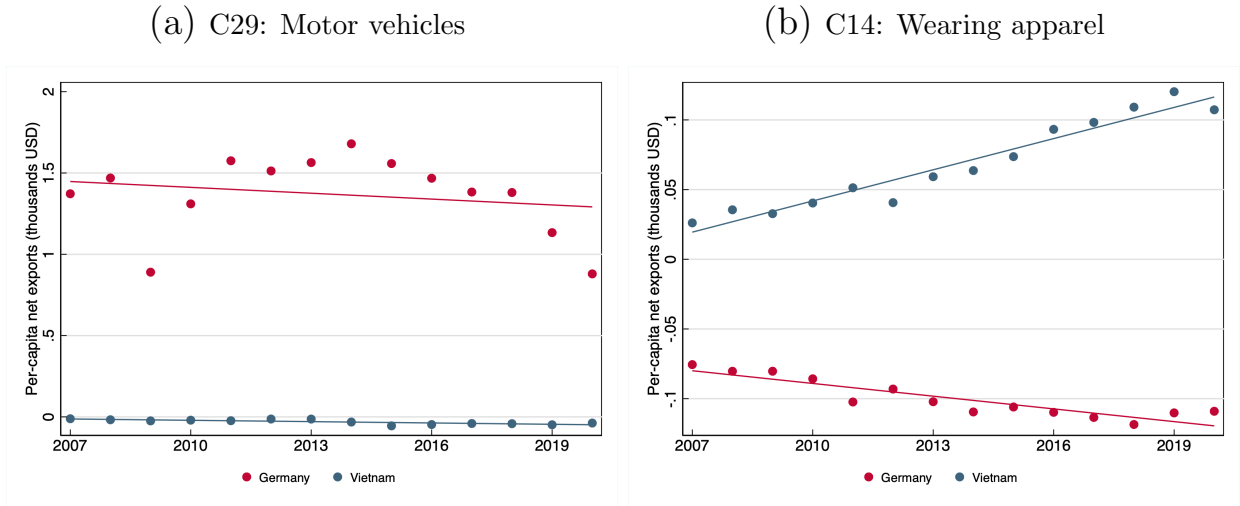 (a) C29: Motor vehicles
Per-capita net exports (thousands USD)
2
1.5
1
.5
0
2007 2010 2013 2016 2019
Germany Vietnam
(b) C14: Wearing apparel
Per-capita net exports (thousands USD)
.1
.05
0
-.05
-.1
2007 2010 2013 2016 2019
Germany Vietnam